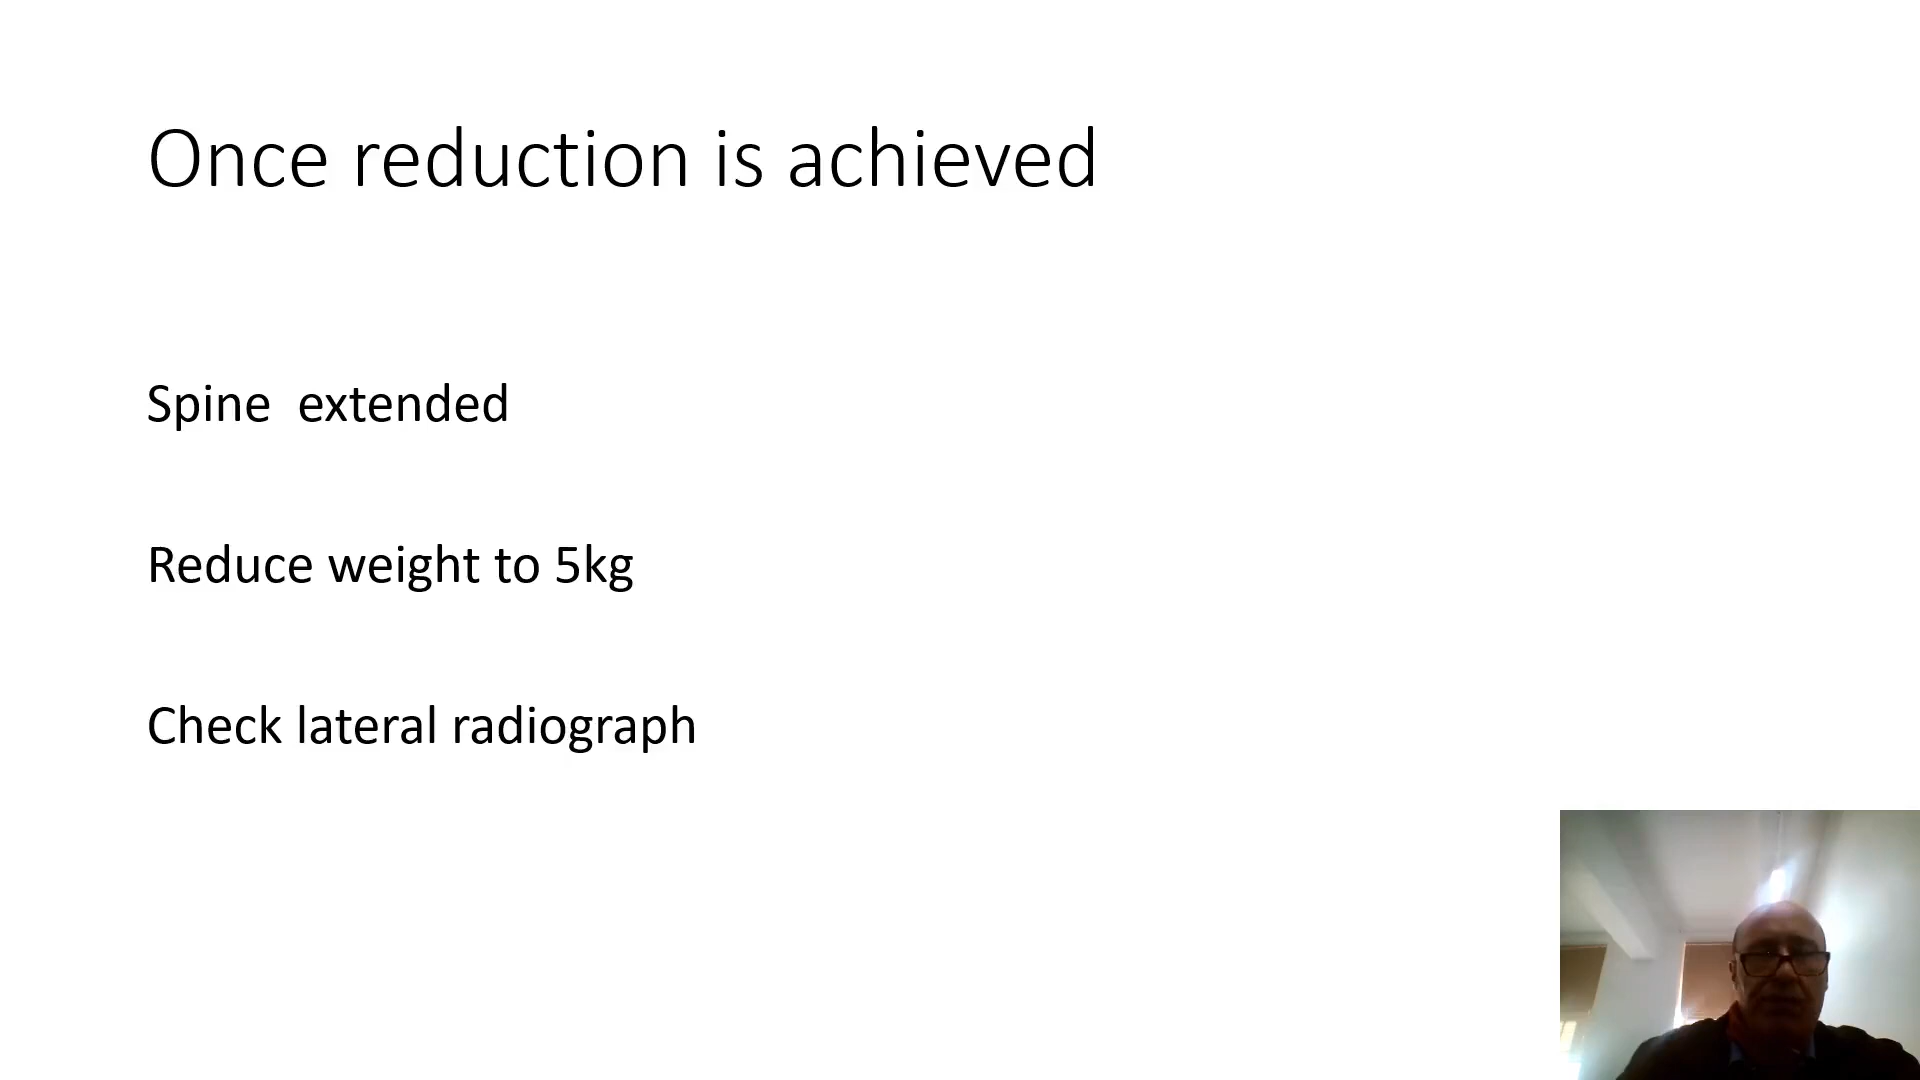 Once reduction is achieved
Spine  extended
Reduce weight to 5kg
Check lateral radiograph